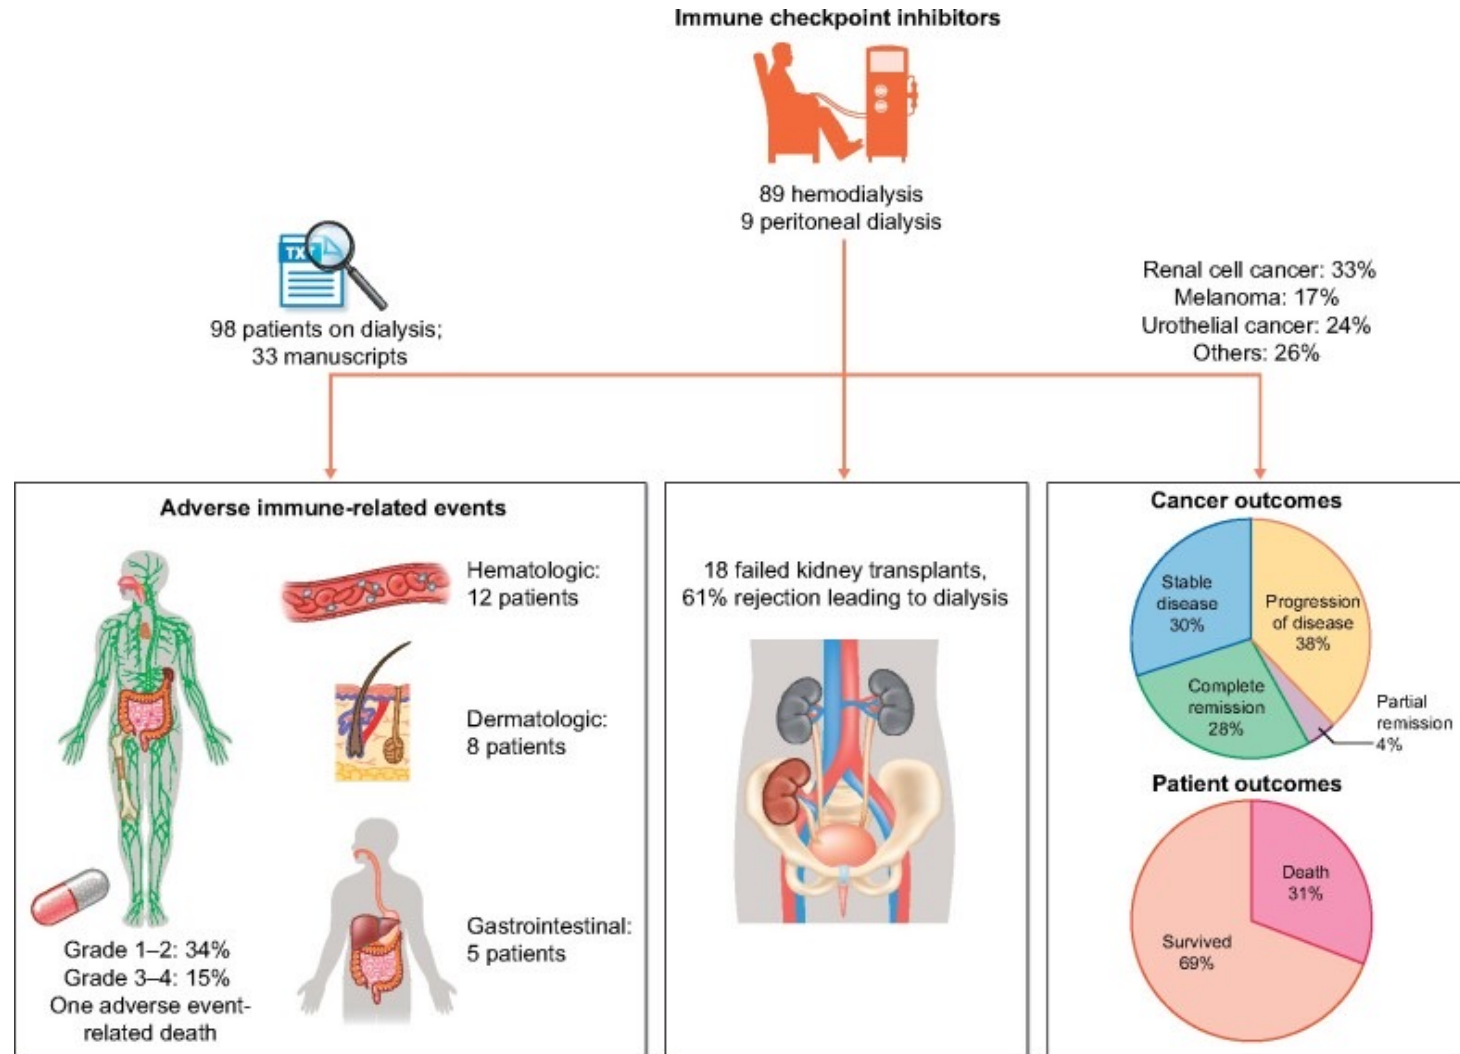 Immune checkpoint inhibitors
89 hemodialysis
9 peritoneal dialysis
TXT
98 patients on dialysis;
33 manuscripts
Renal cell cancer: 33%
Melanoma: 17%
Urothelial cancer: 24%
Others: 26%
Adverse immune-related events
Hematologic:
12 patients
Dermatologic:
8 patients
Gastrointestinal:
5 patients
Grade 1–2: 34%
Grade 3–4: 15%
One adverse event-
related death
18 failed kidney transplants,
61% rejection leading to dialysis
Cancer outcomes
Stable
disease
30%
Progression
of disease
38%
Complete
remission
28%
Partial
remission
4%
Patient outcomes
Death
31%
Survived
69%